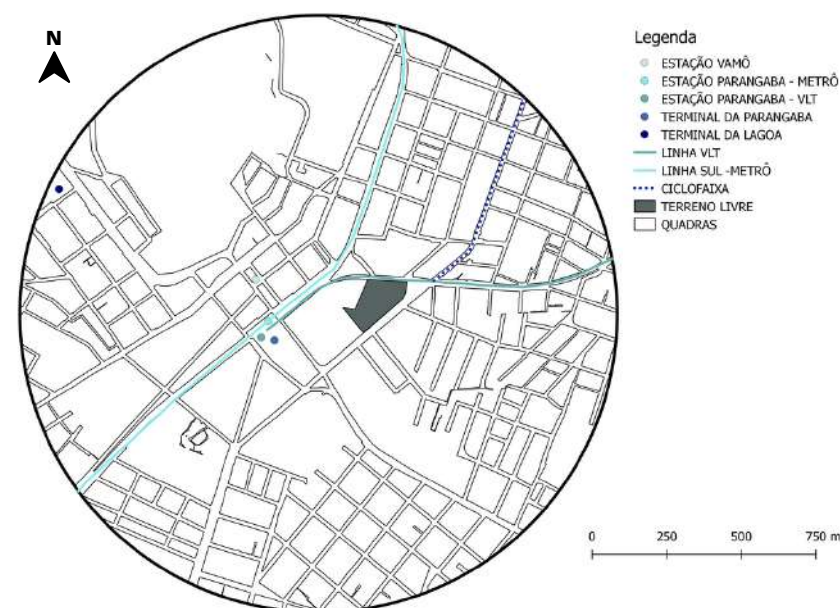 N
Legenda
ESTAÇÃO VAMÔ
ESTAÇÃO PARANGABA - METRÔ
ESTAÇÃO PARANGABA - VLT
TERMINAL DA PARANGABA
TERMINAL DA LAGOA
LINHA VLT
LINHA SUL -METRÔ
CICLOFAIXA
TERRENO LIVRE
QUADRAS
0 250 500 750 m